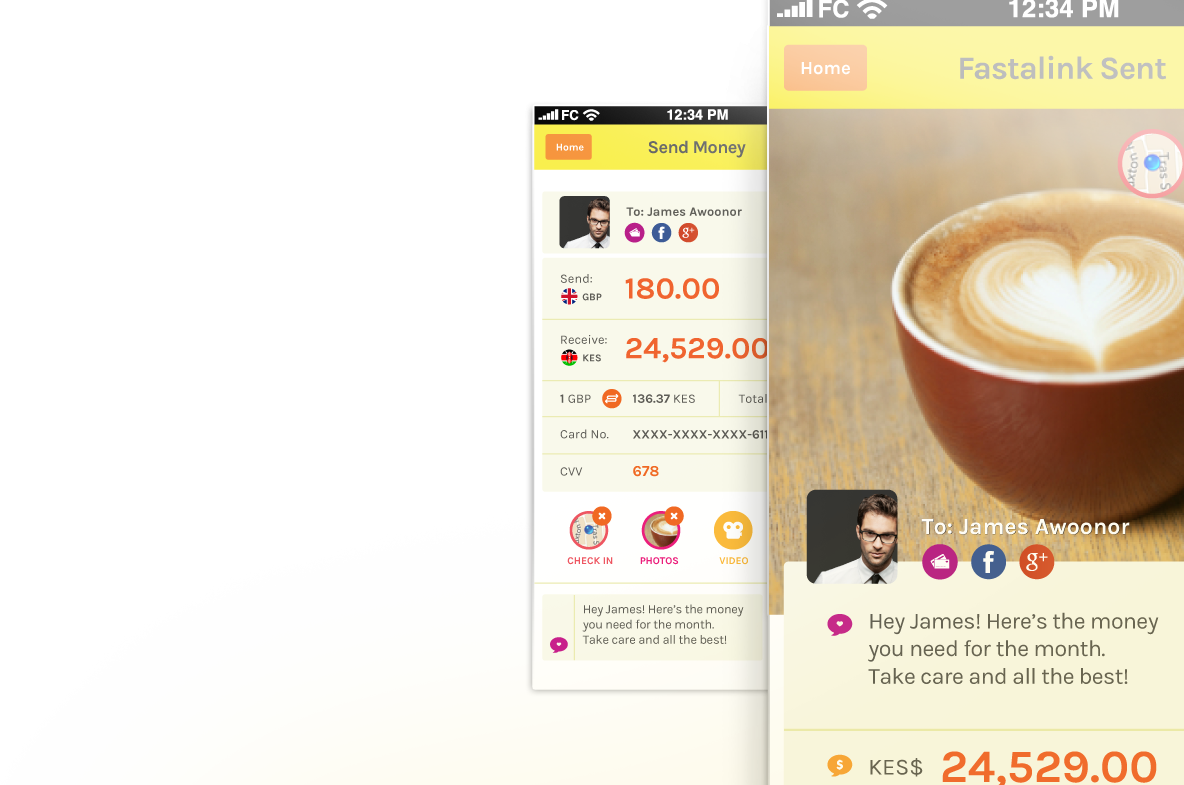 FC 12:34 PM
Home Send Money
To: James Awoonor
Send:
GBP 180.00
Receive:
KES 24,529.00
1 GBP 136.37 KES Total
Card No. XXXX-XXXX-XXXX-611
CVV 678
CHECK IN PHOTOS VIDEO
Hey James! Here's the money
you need for the month.
Take care and all the best!
FC 12:34 PM
Home Fastalink Sent
To: James Awoonor
f g+
Hey James! Here's the money
you need for the month.
Take care and all the best!
$ KES$ 24,529.00